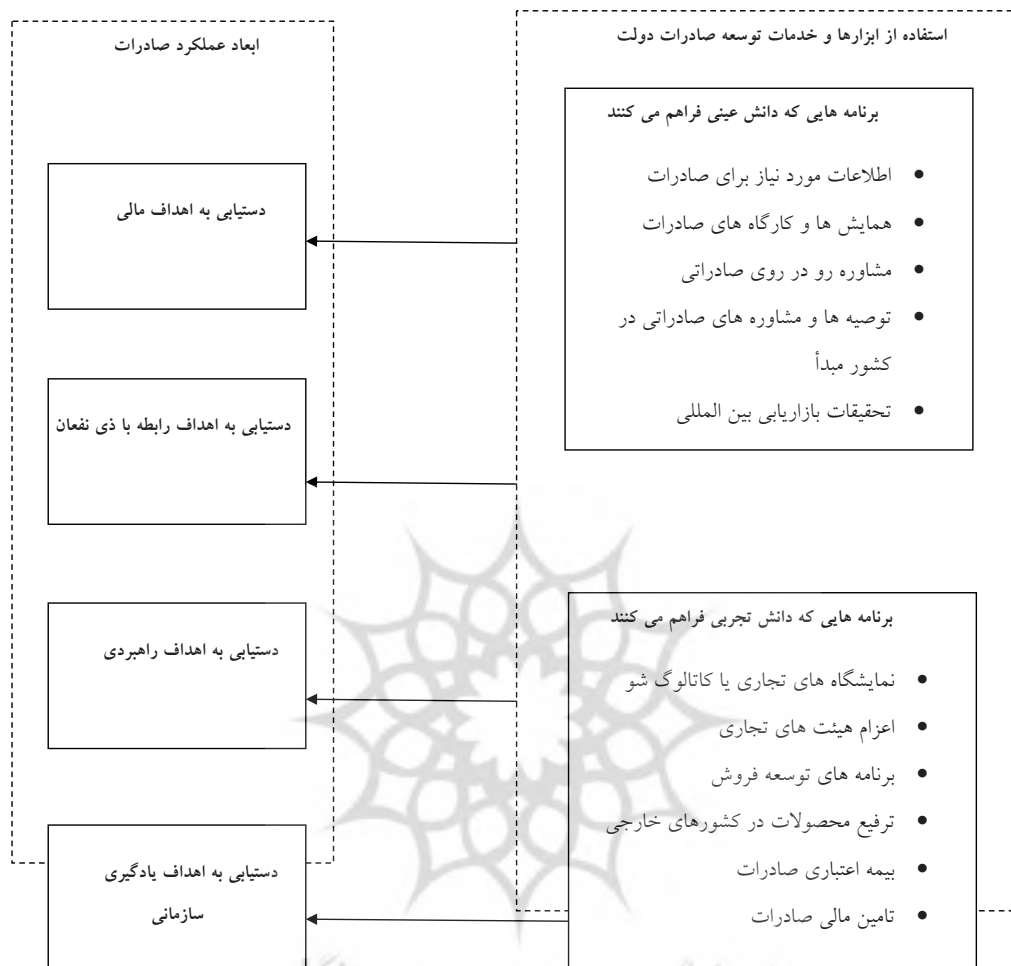 استفاده از ابزارها و خدمات توسعه صادرات دولت
برنامه هایی که دانش عینی فراهم می کنند
اطلاعات مورد نیاز برای صادرات
همایش ها و کارگاه های صادرات
مشاوره رو در روی صادراتی
توصیه ها و مشاوره های صادراتی در
کشور مبدأ
تحقیقات بازاریابی بین المللی
برنامه هایی که دانش تجربی فراهم می کنند
نمایشگاه های تجاری یا کاتالوگ شو
اعزام هیئت های تجاری
برنامه های توسعه فروش
ترفیع محصولات در کشورهای خارجی
بیمه اعتباری صادرات
تامین مالی صادرات
ابعاد عملکرد صادرات
دستیابی به اهداف مالی
دستیابی به اهداف رابطه با ذی نفعان
دستیابی به اهداف راهبردی
دستیابی به اهداف یادگیری
سازمانی